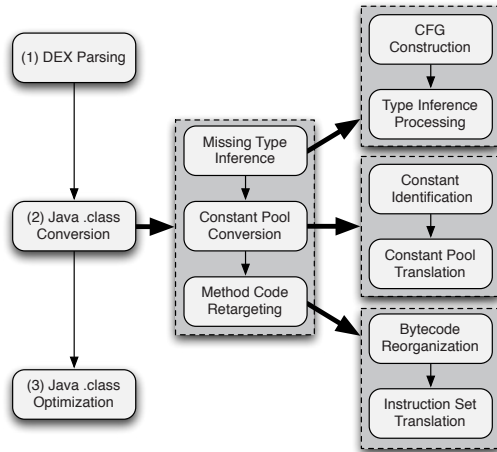 (1) DEX Parsing
(2) Java .class
Conversion
(3) Java .class
Optimization
Missing Type
Inference
Constant Pool
Conversion
Method Code
Retargeting
CFG
Construction
Type Inference
Processing
Constant
Identification
Constant Pool
Translation
Bytecode
Reorganization
Instruction Set
Translation